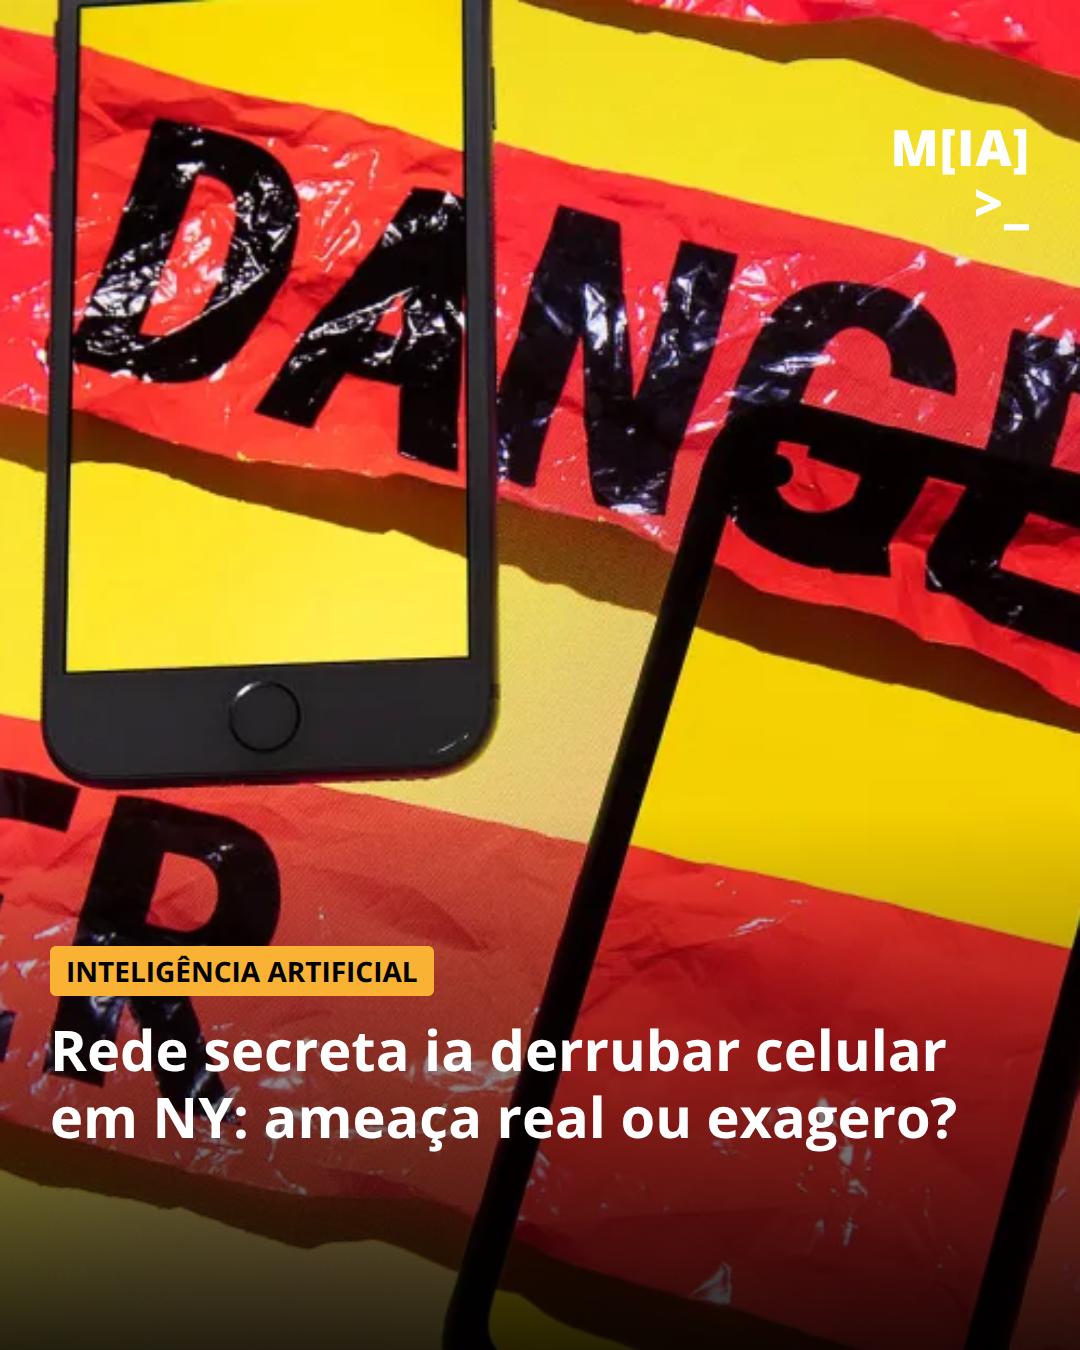 M[IA]
>_
DANGE
ER
INTELIGÊNCIA ARTIFICIAL
Rede secreta ia derrubar celular
em NY: ameaça real ou exagero?